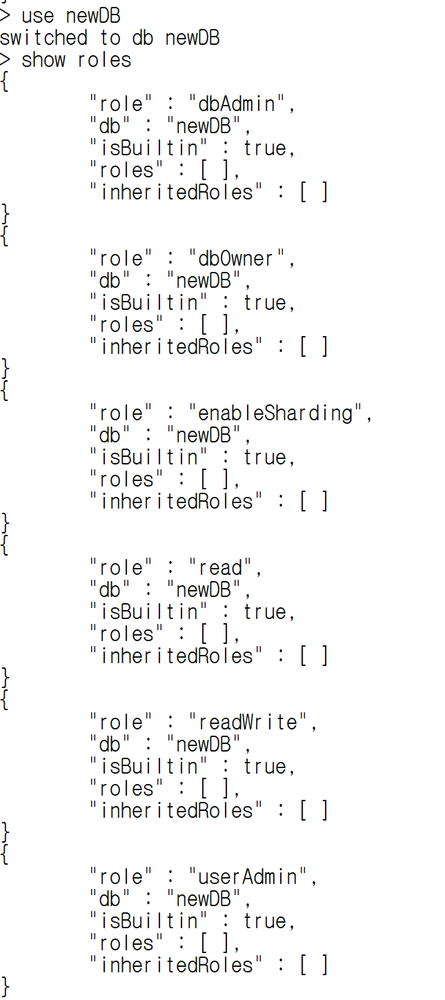 }
> use newDB
switched to db newDB
> show roles
{
        "role" : "dbAdmin",
        "db" : "newDB",
        "isBuiltin" : true,
        "roles" : [ ],
        "inheritedRoles" : [ ]
}
{
        "role" : "dbOwner",
        "db" : "newDB",
        "isBuiltin" : true,
        "roles" : [ ],
        "inheritedRoles" : [ ]
}
{
        "role" : "enableSharding",
        "db" : "newDB",
        "isBuiltin" : true,
        "roles" : [ ],
        "inheritedRoles" : [ ]
}
{
        "role" : "read",
        "db" : "newDB",
        "isBuiltin" : true,
        "roles" : [ ],
        "inheritedRoles" : [ ]
}
{
        "role" : "readWrite",
        "db" : "newDB",
        "isBuiltin" : true,
        "roles" : [ ],
        "inheritedRoles" : [ ]
}
{
        "role" : "userAdmin",
        "db" : "newDB",
        "isBuiltin" : true,
        "roles" : [ ],
        "inheritedRoles" : [ ]
}